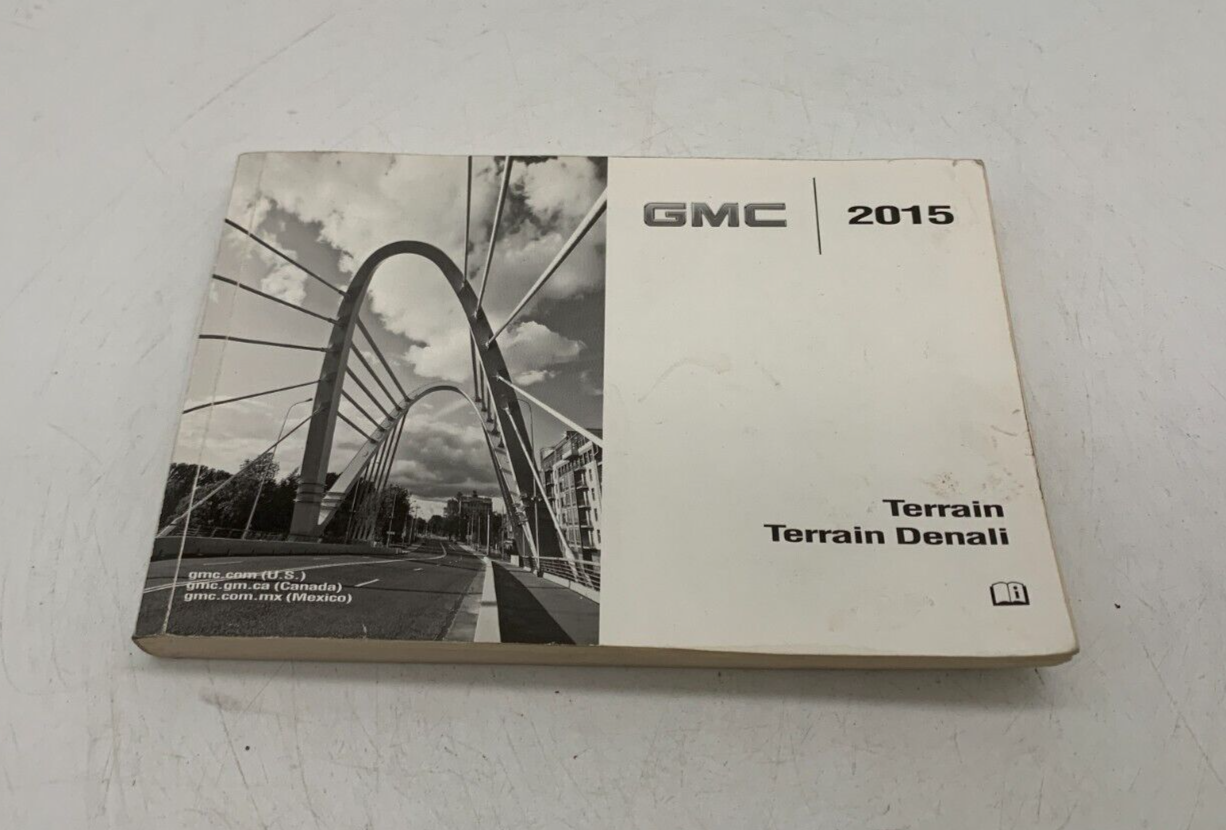 GMC 2015
Terrain
Terrain Denali
gmc.com (U.S.)
gmc.gm.ca (Canada)
gmc.com.mx (Mexico)